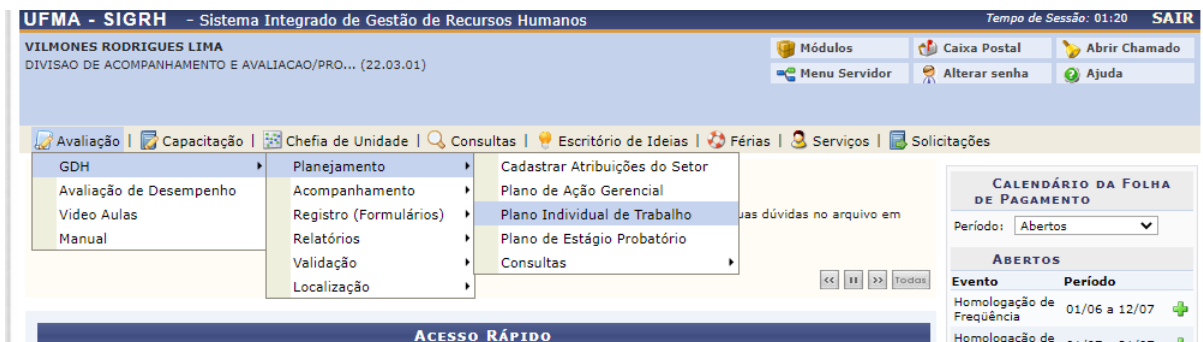 UFMA - SIGRH - Sistema Integrado de Gestão de Recursos Humanos
Tempo de Sessão: 01:20 SAIR
VILMONES RODRIGUES LIMA
DIVISAO DE ACOMPANHAMENTO E AVALIACAO/PRO... (22.03.01)
Módulos Caixa Postal Abrir Chamado
Menu Servidor Alterar senha Ajuda
Avaliação | Capacitação | Chefia de Unidade | Consultas | Escritório de Ideias | Férias | Serviços | Solicitações
GDH
Avaliação de Desempenho
Video Aulas
Manual
Planejamento
Acompanhamento
Registro (Formulários)
Relatórios
Validação
Localização
Cadastrar Atribuições do Setor
Plano de Ação Gerencial
Plano Individual de Trabalho
Plano de Estágio Probatório
Consultas
dúvidas no arquivo em
Todas
ACESSO RÁPIDO
CALENDÁRIO DA FOLHA
DE PAGAMENTO
Período: Abertos
ABERTOS
Evento Período
Homologação de
Freqüência 01/06 a 12/07
Homologação de